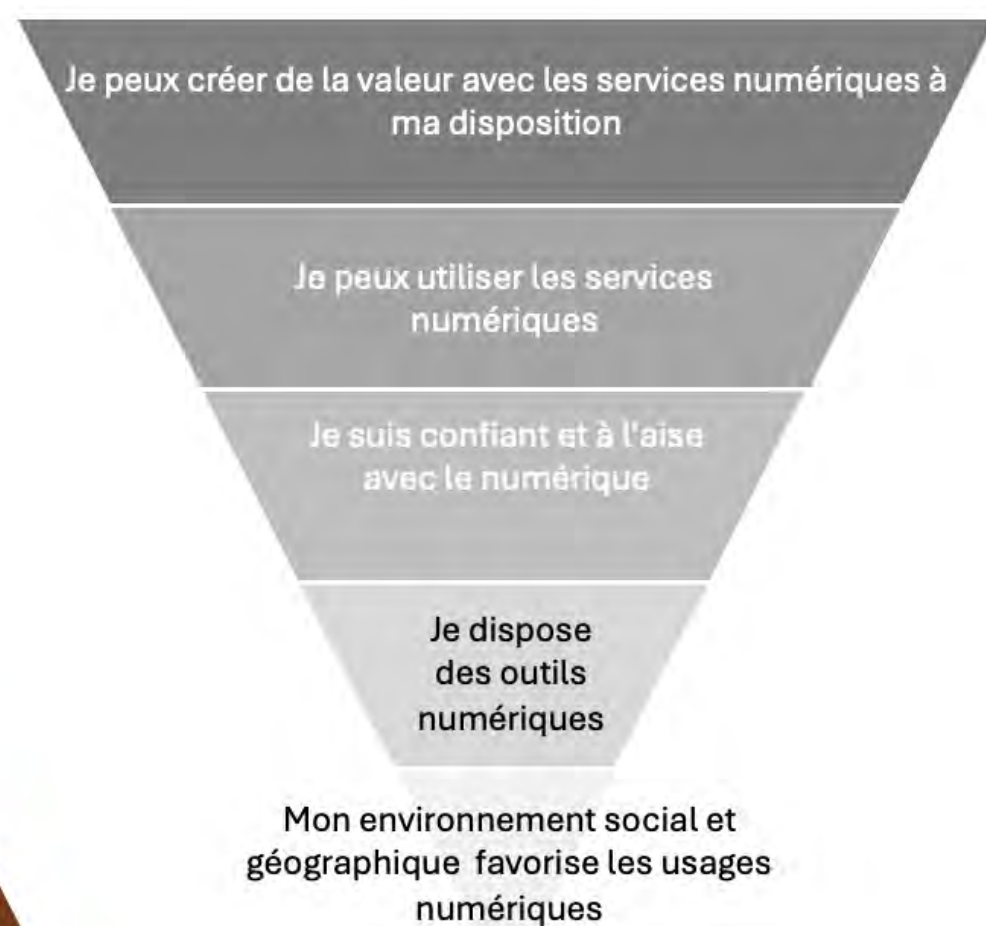 Je peux créer de la valeur avec les services numériques à
ma disposition
Je peux utiliser les services
numériques
Je suis confiant et à l'aise
avec le numérique
Je dispose
des outils
numériques
Mon environnement social et
géographique favorise les usages
numériques